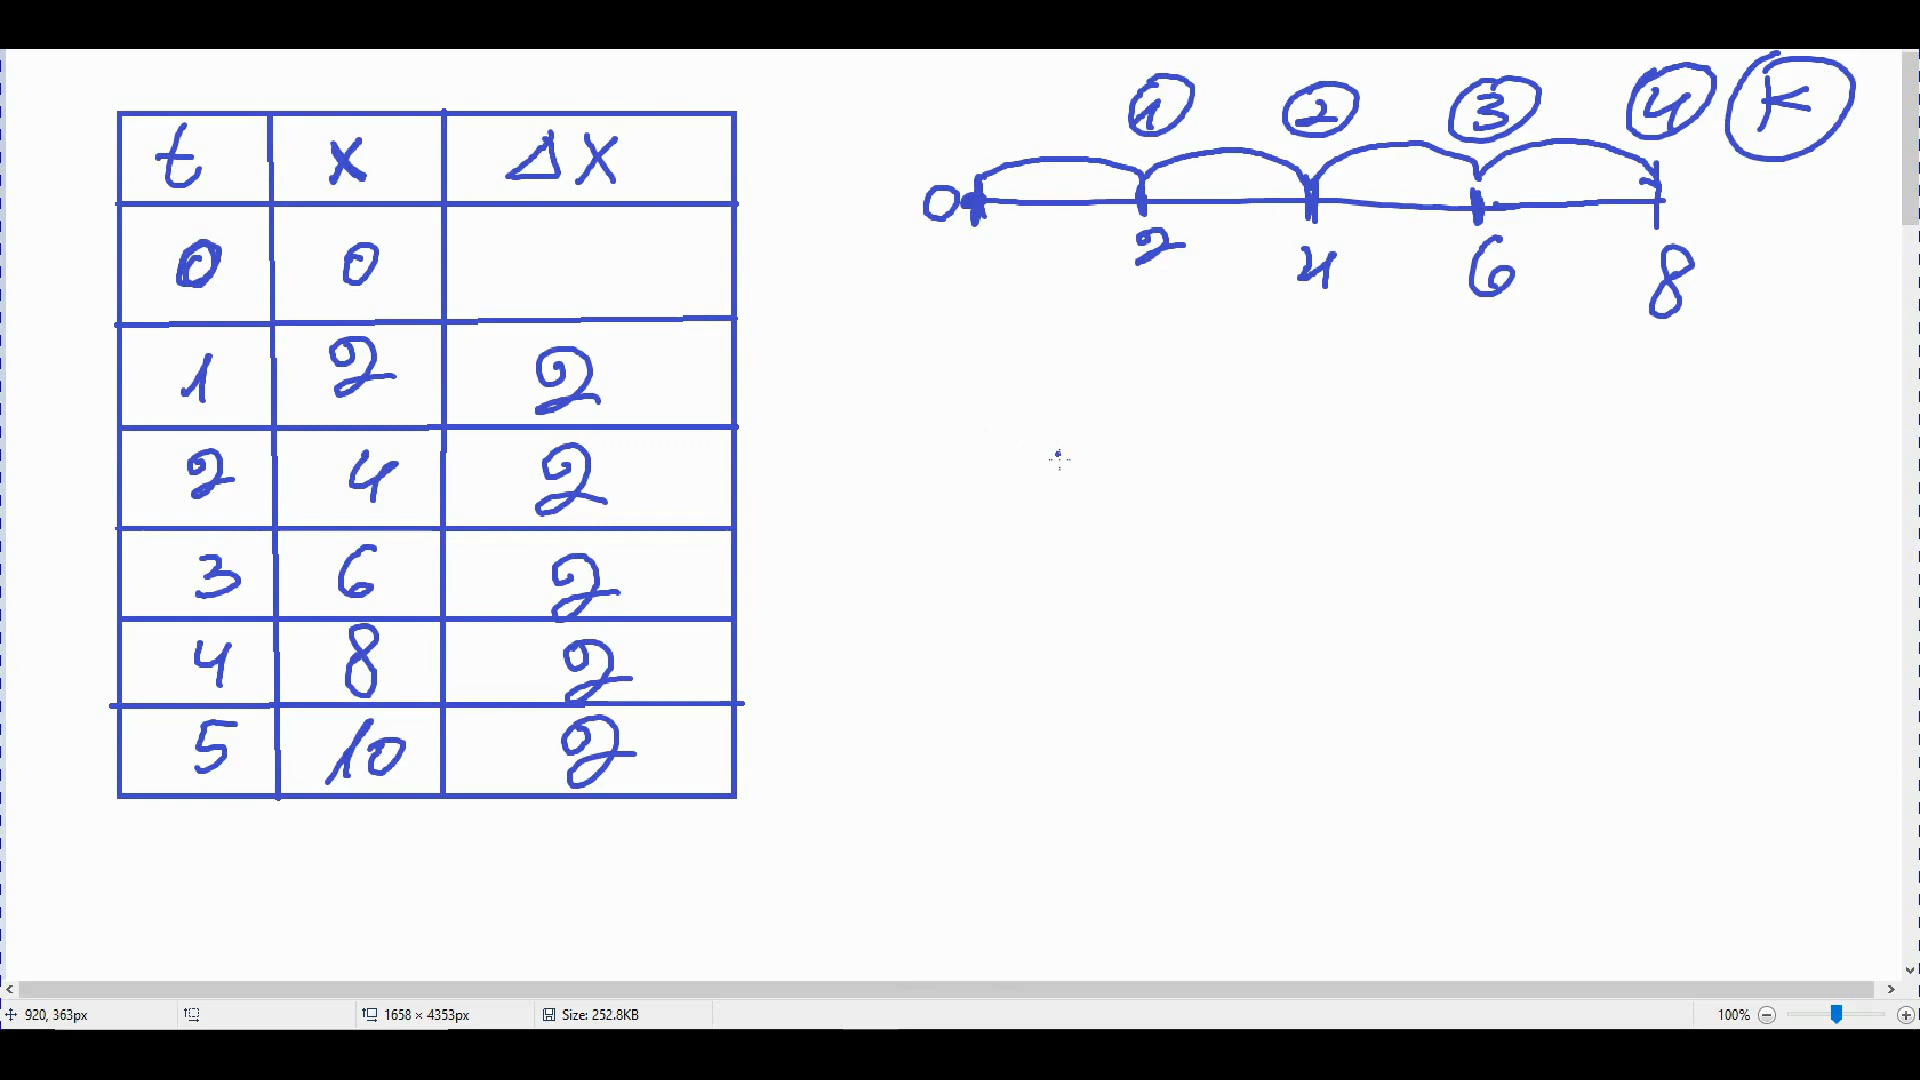 t x Δx
0 0
1 2 2
2 4 2
3 6 2
4 8 2
5 10 2
1 2 3 4 K
0
2 4 6 8
920, 363px 1658 × 4353px Size: 252.8KB 100%